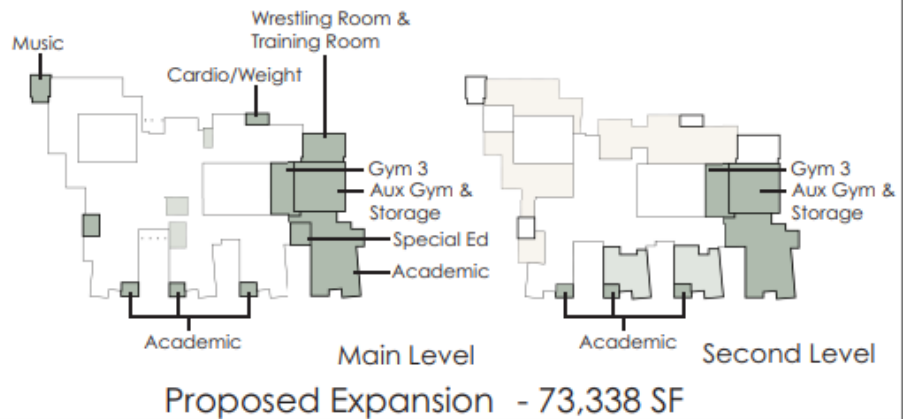 Wrestling Room &
Training Room
Music
Cardio/Weight
Gym 3
Aux Gym &
Storage
Special Ed
Academic
Academic
Main Level
Gym 3
Aux Gym &
Storage
Academic
Second Level
Proposed Expansion - 73,338 SF